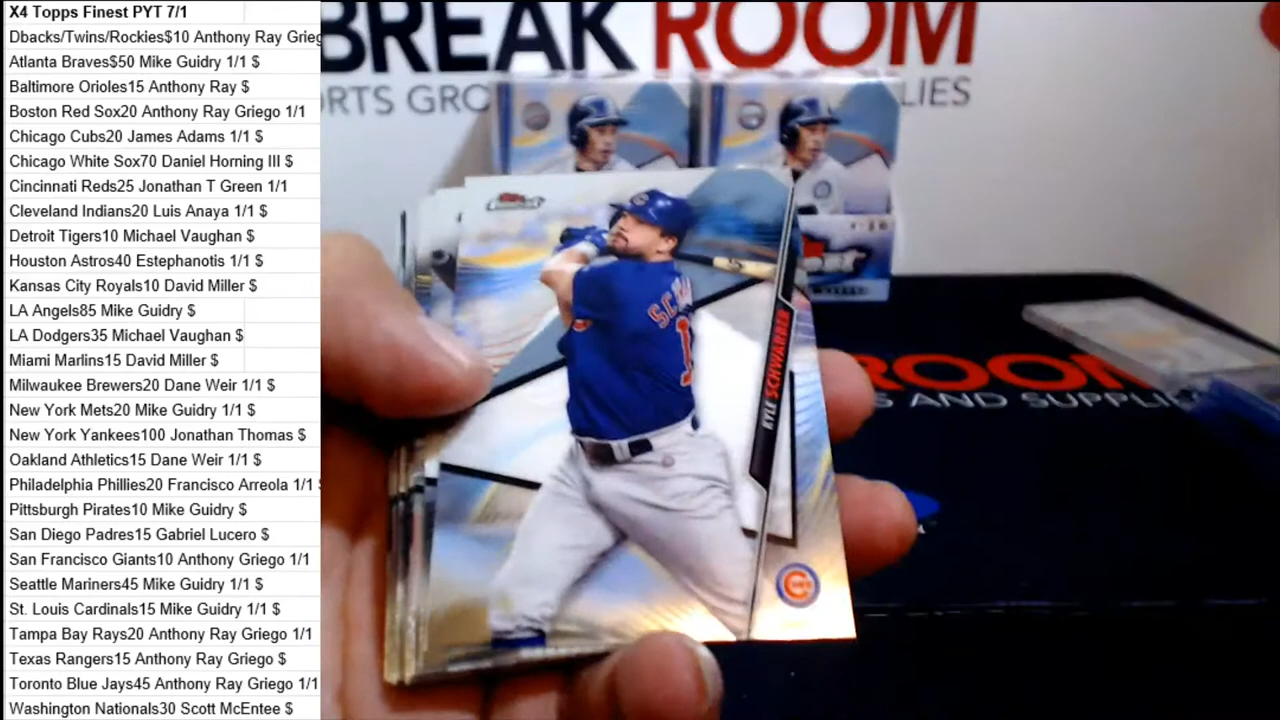 X4 Topps Finest PYT 7/1
Dbacks/Twins/Rockies$10 Anthony Ray Grieg
Atlanta Braves$50 Mike Guidry 1/1 $
Baltimore Orioles15 Anthony Ray $
Boston Red Sox20 Anthony Ray Griego 1/1
Chicago Cubs20 James Adams 1/1 $
Chicago White Sox70 Daniel Horning III $
Cincinnati Reds25 Jonathan T Green 1/1
Cleveland Indians20 Luis Anaya 1/1 $
Detroit Tigers10 Michael Vaughan $
Houston Astros40 Estephanotis 1/1 $
Kansas City Royals10 David Miller $
LA Angels85 Mike Guidry $
LA Dodgers35 Michael Vaughan $
Miami Marlins15 David Miller $
Milwaukee Brewers20 Dane Weir 1/1 $
New York Mets20 Mike Guidry 1/1 $
New York Yankees100 Jonathan Thomas $
Oakland Athletics15 Dane Weir 1/1 $
Philadelphia Phillies20 Francisco Arreola 1/1 $
Pittsburgh Pirates10 Mike Guidry $
San Diego Padres15 Gabriel Lucero $
San Francisco Giants10 Anthony Griego 1/1
Seattle Mariners45 Mike Guidry 1/1 $
St. Louis Cardinals15 Mike Guidry 1/1 $
Tampa Bay Rays20 Anthony Ray Griego 1/1
Texas Rangers15 Anthony Ray Griego $
Toronto Blue Jays45 Anthony Ray Griego 1/1
Washington Nationals30 Scott McEntee $
BREAK ROOM
ORTS GRO LIES
KYLE SCHWARBER
ROOM
S AND SUPPLIE